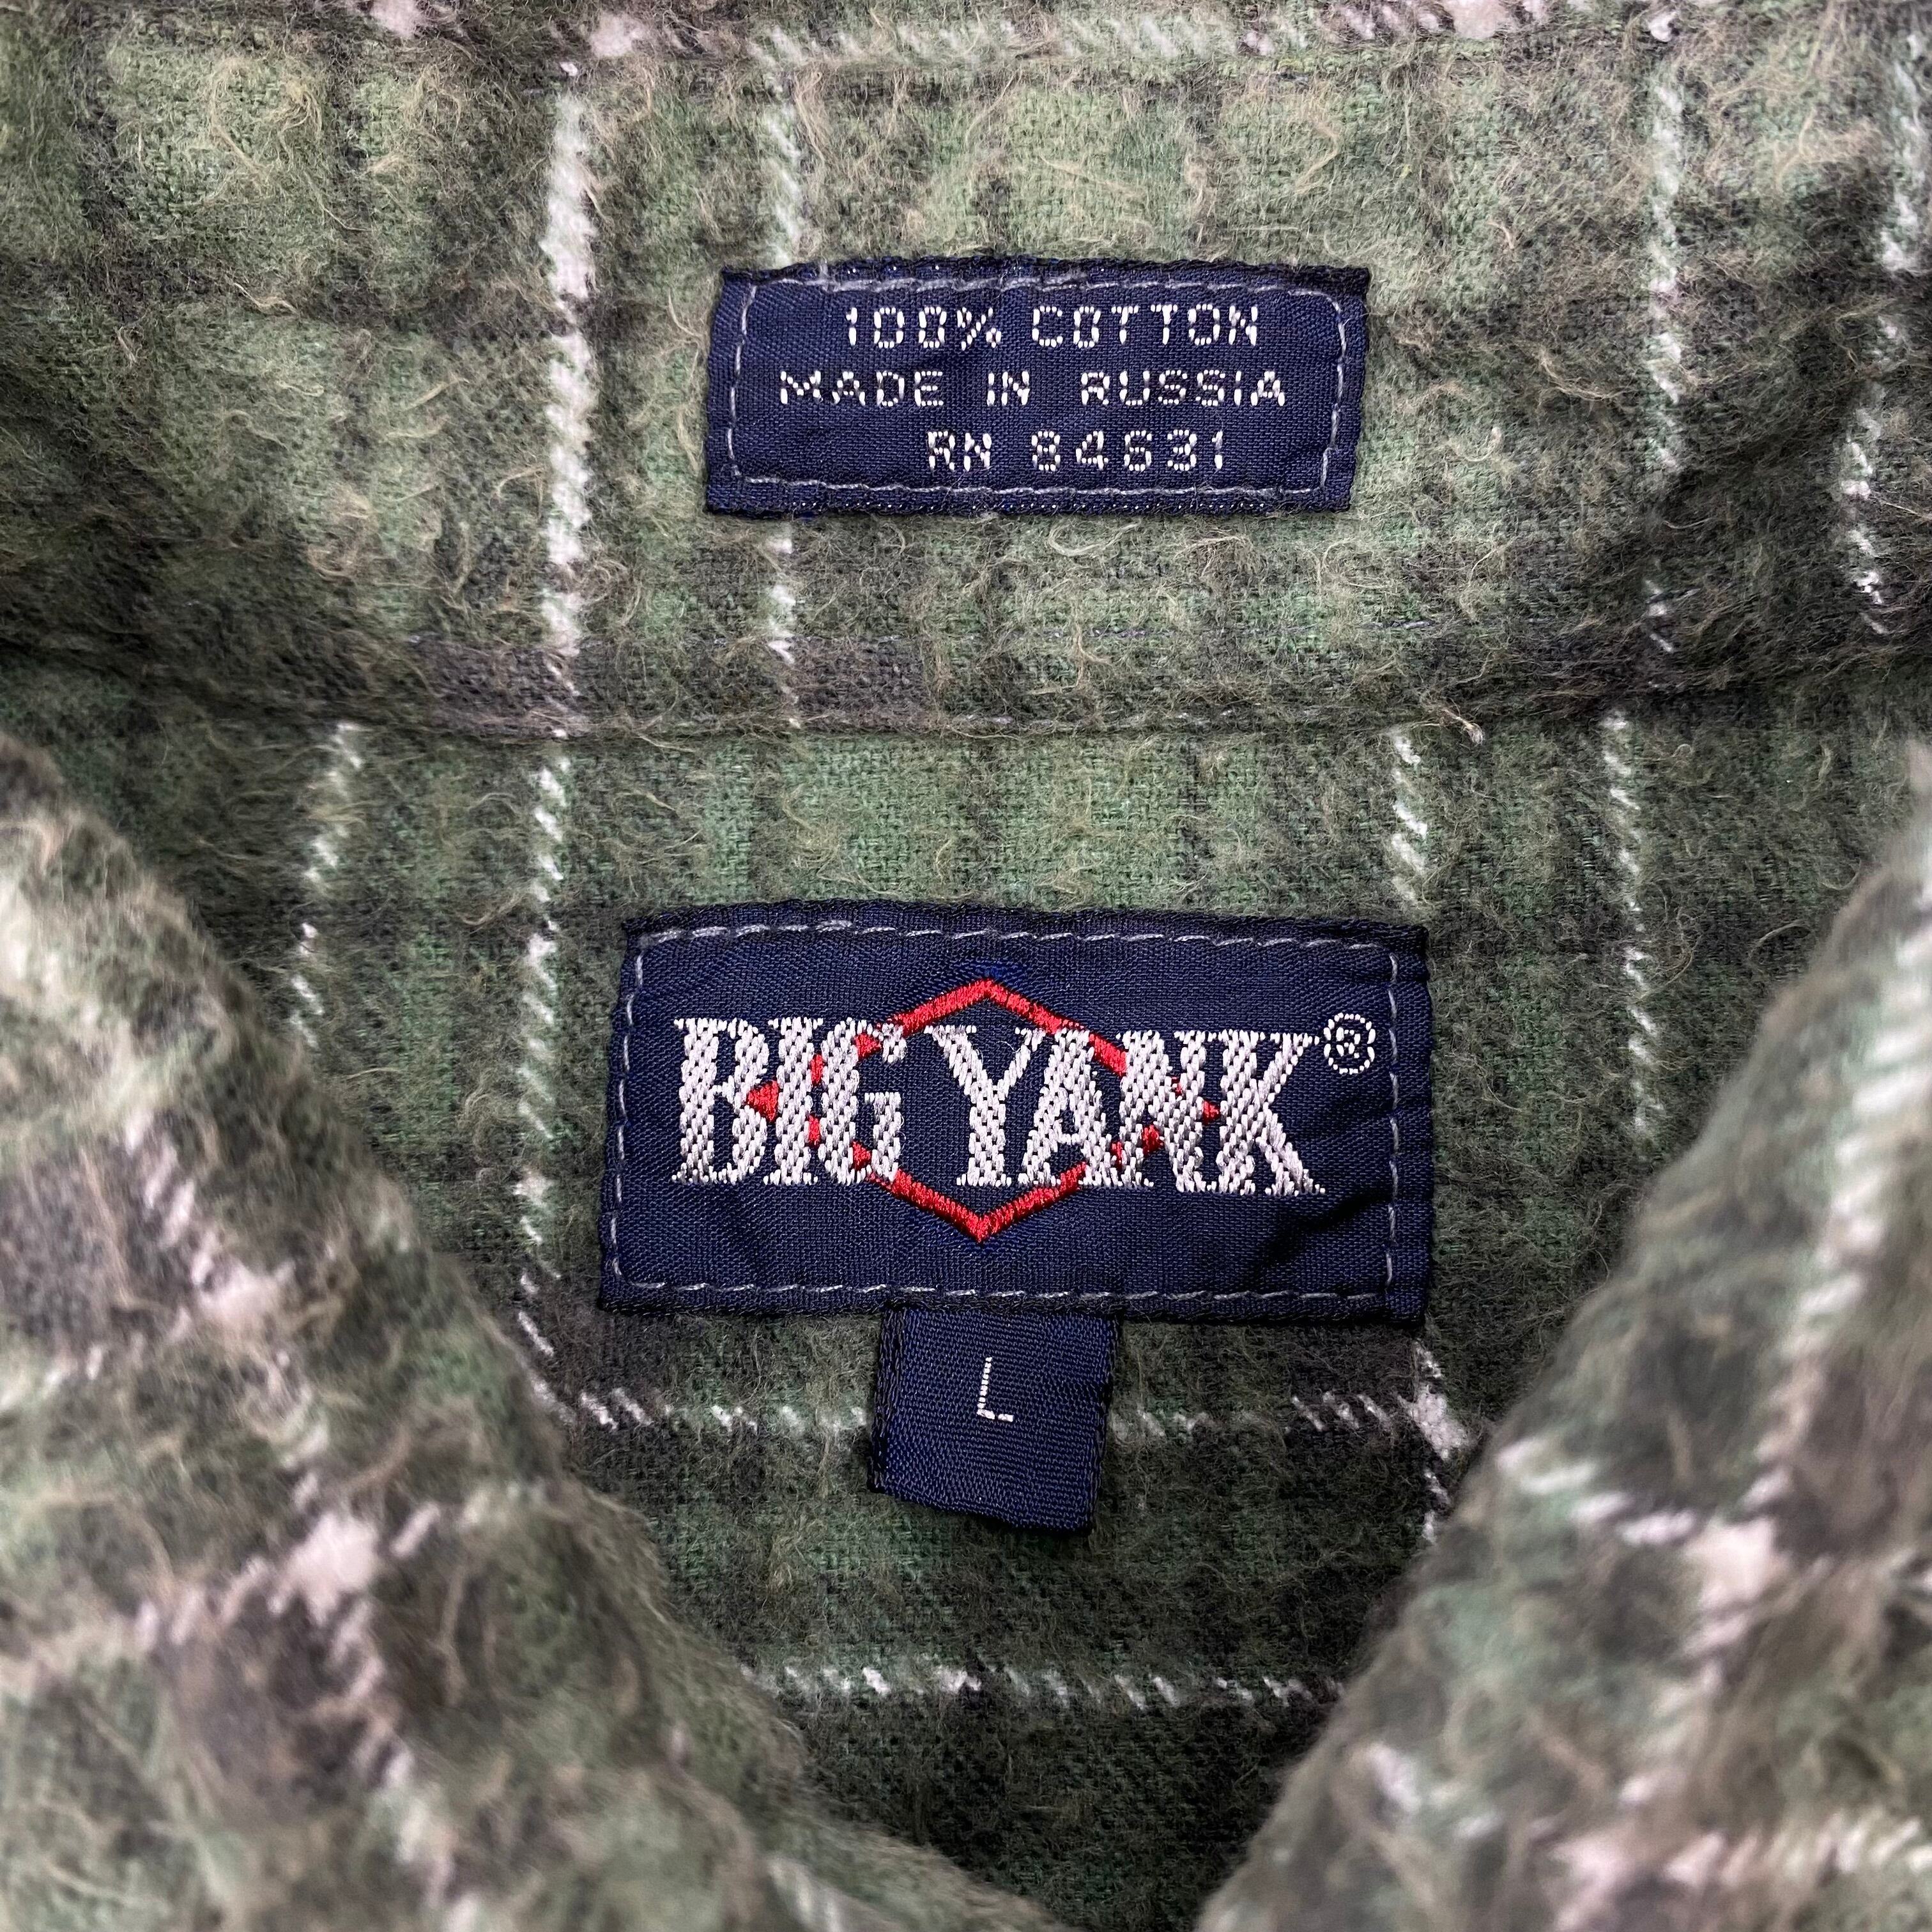 100% COTTON
MADE IN RUSSIA
RN 84631
BIG YANK®
L